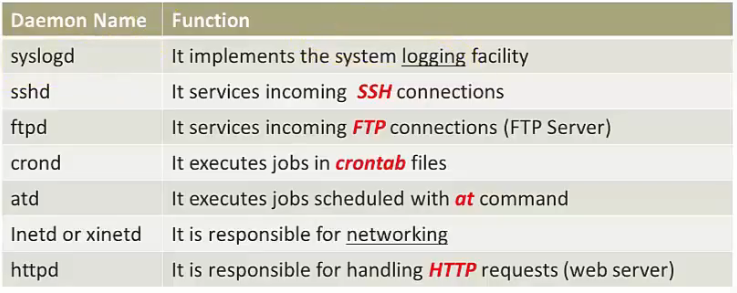 Daemon Name Function
syslogd It implements the system logging facility
sshd It services incoming SSH connections
ftpd It services incoming FTP connections (FTP Server)
crond It executes jobs in crontab files
atd It executes jobs scheduled with at command
Inetd or xinetd It is responsible for networking
httpd It is responsible for handling HTTP requests (web server)